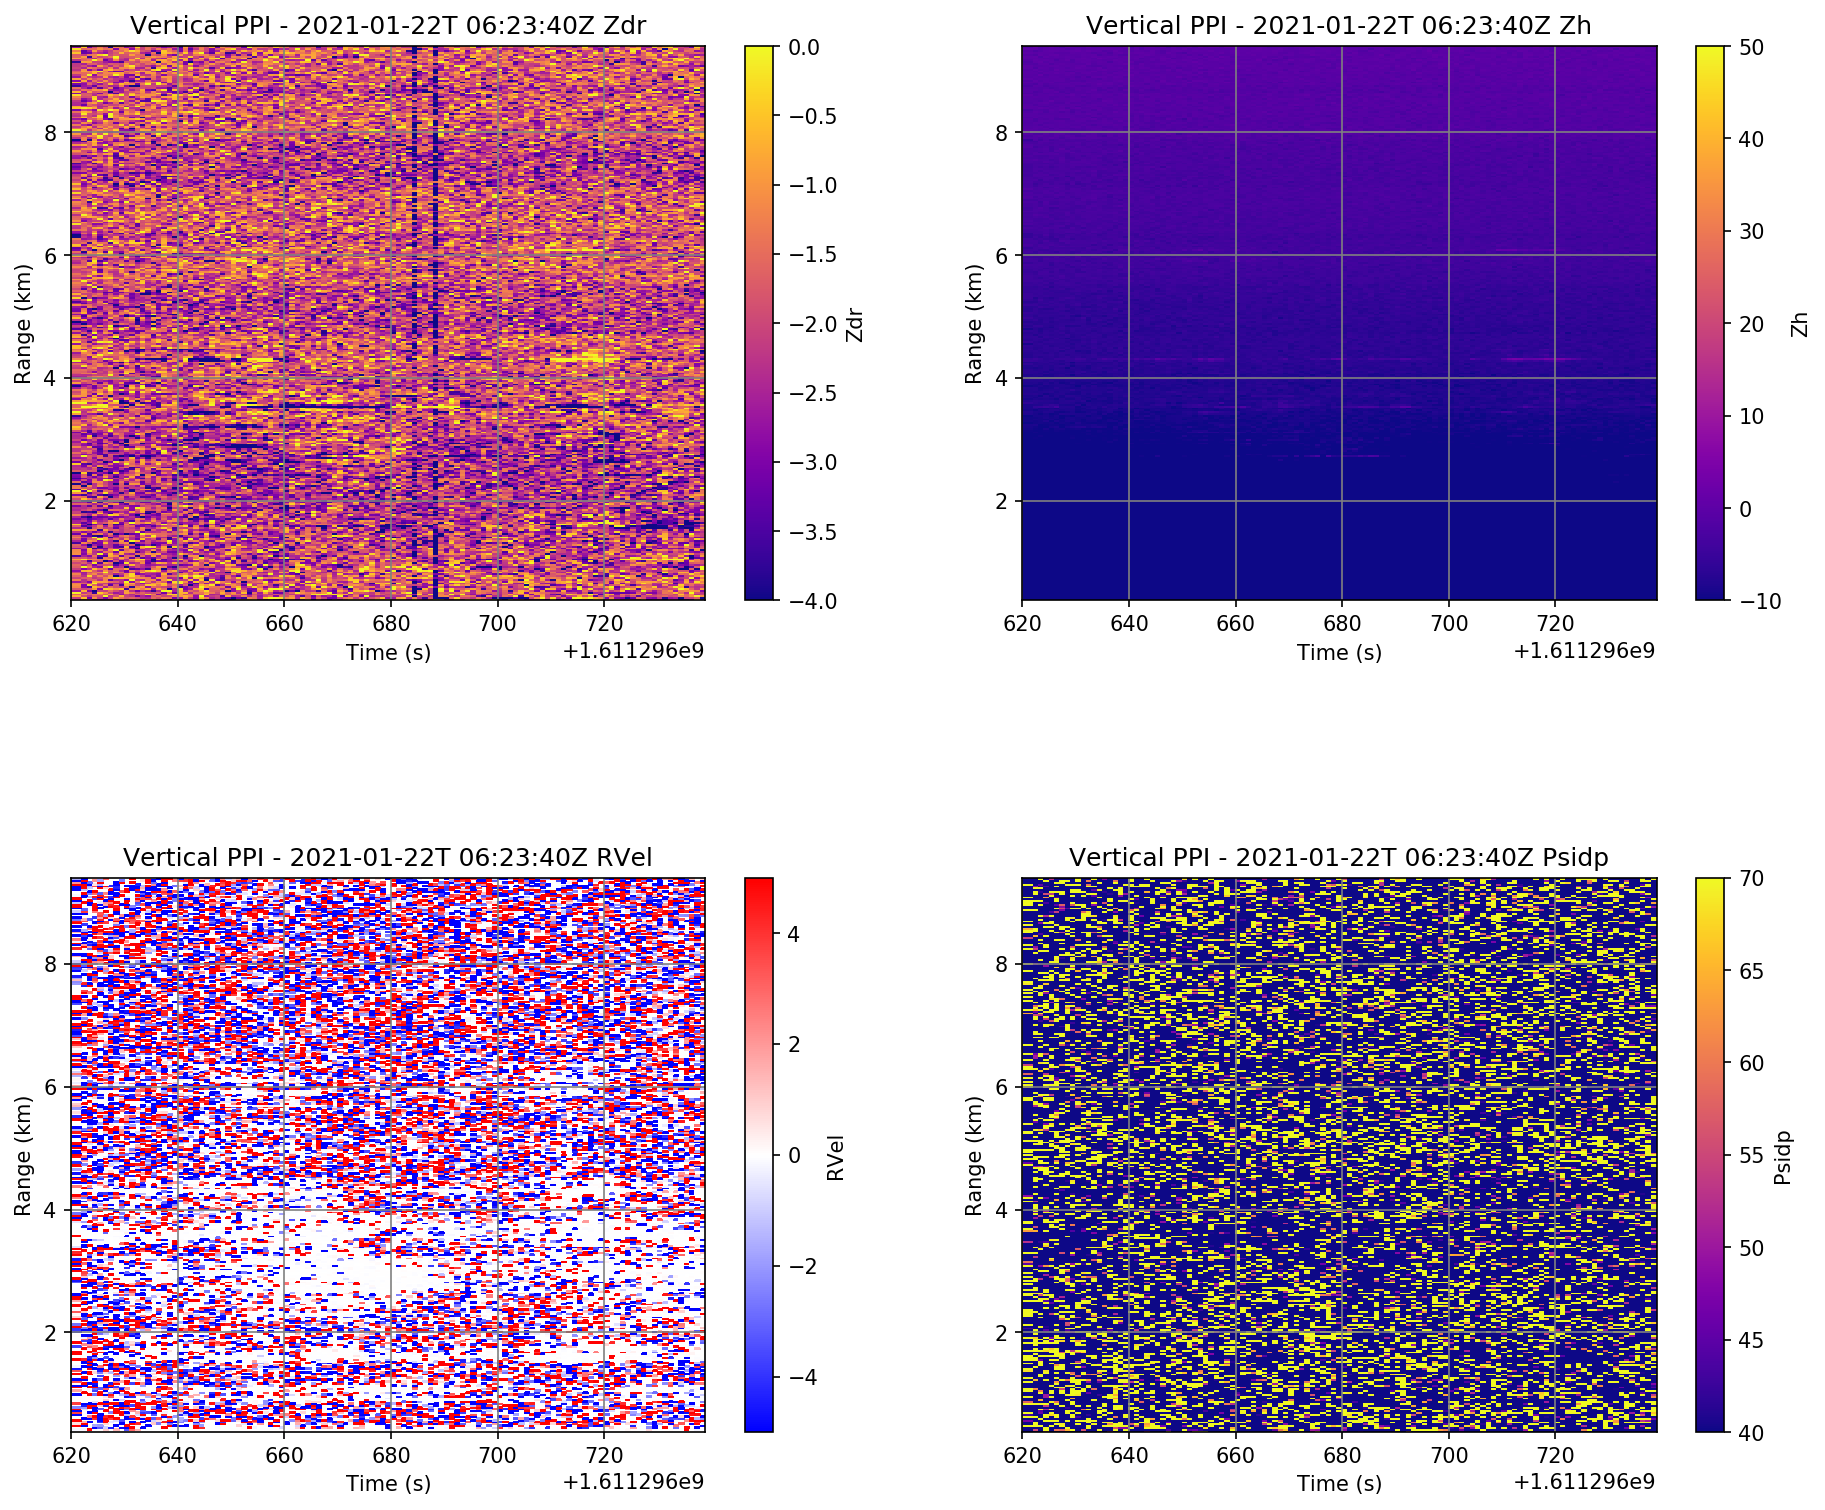 Vertical PPI - 2021-01-22T 06:23:40Z Zdr
Range (km)
8
6
4
2
620 640 660 680 700 720
Time (s)
+1.611296e9
0.0
−0.5
−1.0
−1.5
−2.0
−2.5
−3.0
−3.5
−4.0
Zdr
Vertical PPI - 2021-01-22T 06:23:40Z Zh
Range (km)
8
6
4
2
620 640 660 680 700 720
Time (s)
+1.611296e9
50
40
30
20
10
0
−10
Zh
Vertical PPI - 2021-01-22T 06:23:40Z RVel
Range (km)
8
6
4
2
620 640 660 680 700 720
Time (s)
+1.611296e9
4
2
0
−2
−4
RVel
Vertical PPI - 2021-01-22T 06:23:40Z Psidp
Range (km)
8
6
4
2
620 640 660 680 700 720
Time (s)
+1.611296e9
70
65
60
55
50
45
40
Psidp